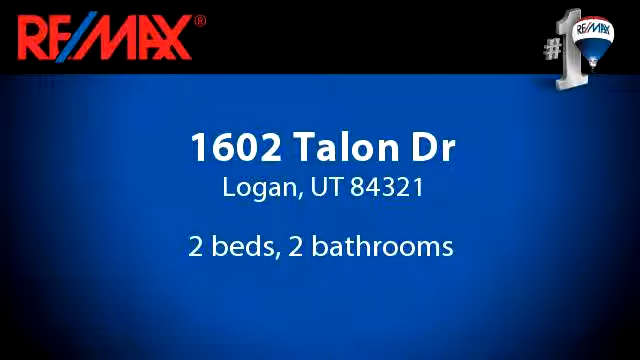 RE/MAX®
#1
RE/MAX
1602 Talon Dr
Logan, UT 84321
2 beds, 2 bathrooms